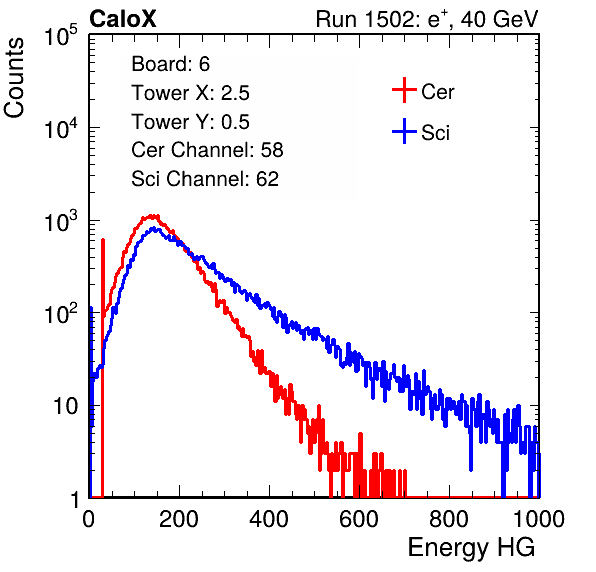 CaloX Run 1502: e⁺, 40 GeV
Counts
Board: 6
Tower X: 2.5
Tower Y: 0.5
Cer Channel: 58
Sci Channel: 62
Cer
Sci
10⁵
10⁴
10³
10²
10
1
0 200 400 600 800 1000
Energy HG